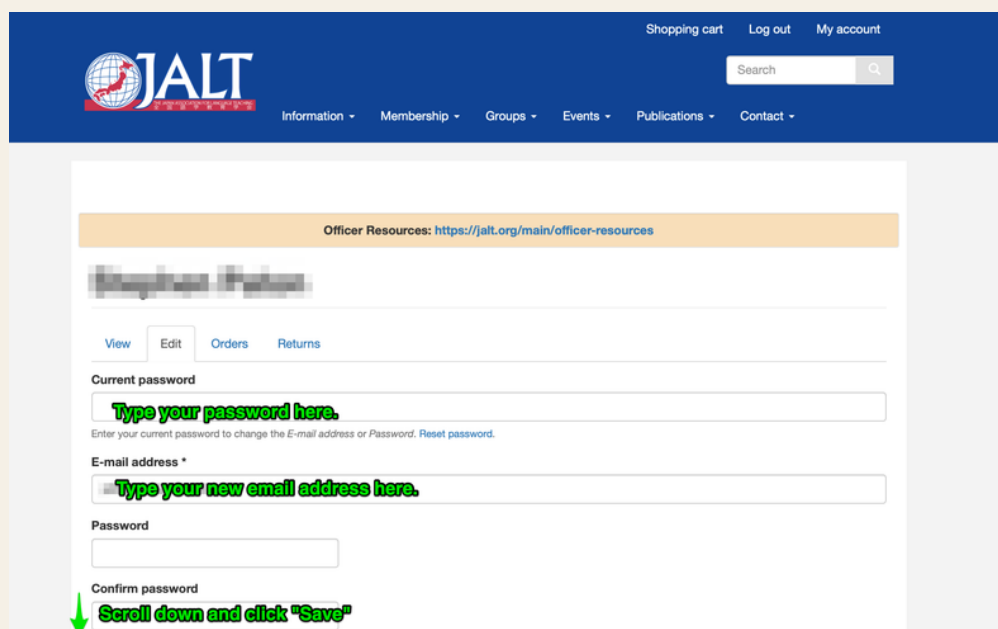 Shopping cart Log out My account
Search
JALT
Information Membership Groups Events Publications Contact
Officer Resources: https://jalt.org/main/officer-resources
View Edit Orders Returns
Current password
Type your password here.
Enter your current password to change the E-mail address or Password. Reset password.
E-mail address *
Type your new email address here.
Password
Confirm password
Scroll down and click "Save"